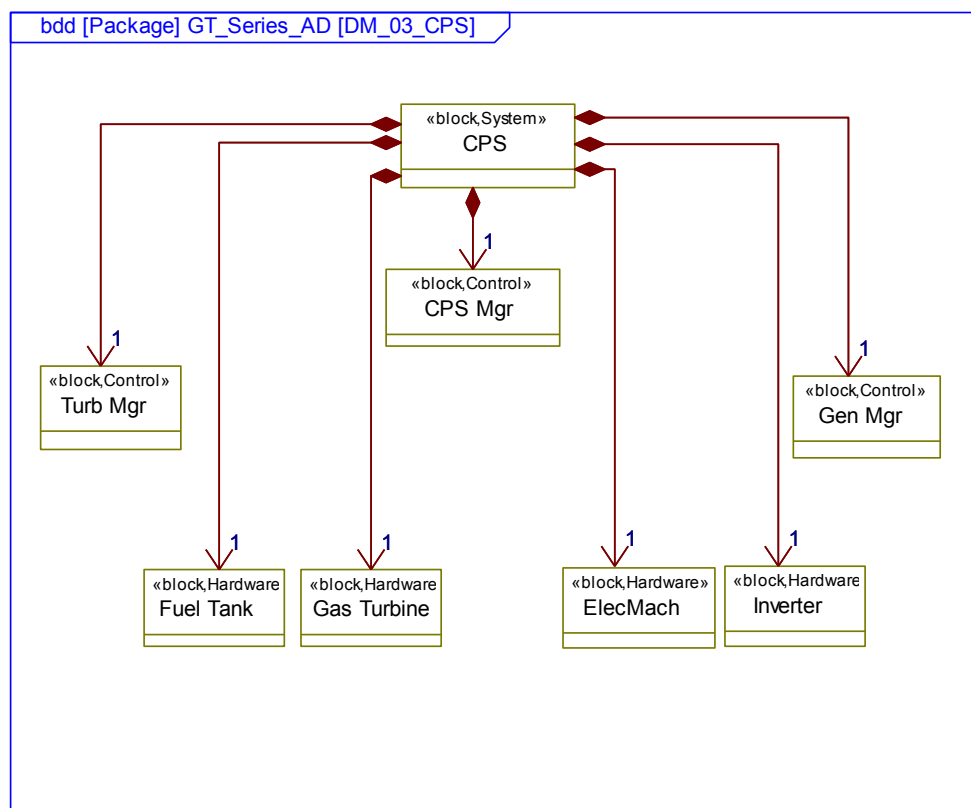 bdd [Package] GT_Series_AD [DM_03_CPS]
«block,System»
CPS
1
«block,Control»
CPS Mgr
1
«block,Control»
Turb Mgr
1
«block,Control»
Gen Mgr
1
«block,Hardware
Fuel Tank
1
«block,Hardware
Gas Turbine
1
«block,Hardware»
ElecMach
1
«block,Hardware
Inverter